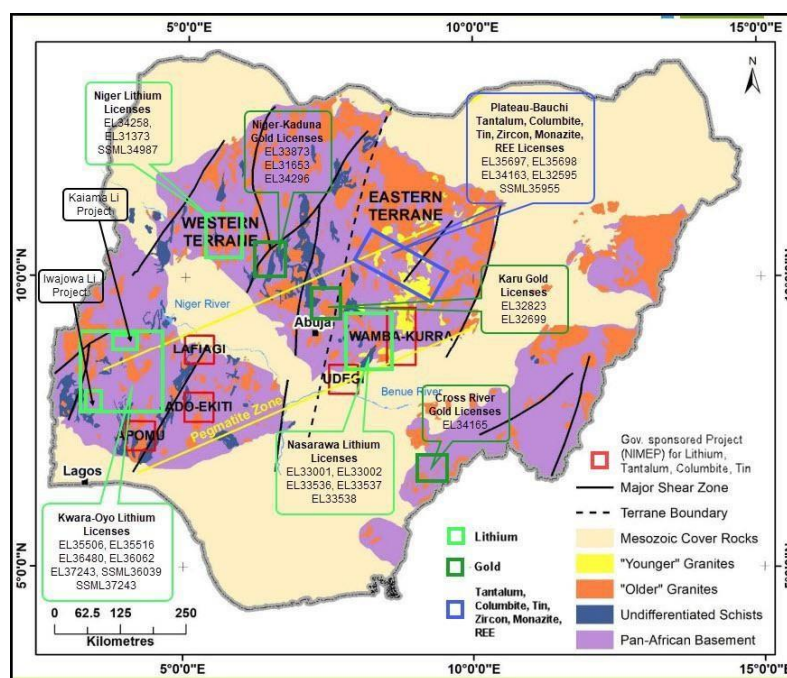 5°0'0"E
10°0'0"E
15°0'0"E
N
Niger Lithium
Licenses
EL34258,
EL31373
SSML34987
Niger-Kaduna
Gold Licenses
EL33873
EL31653
EL34296
Plateau-Bauchi
Tantalum, Columbite,
Tin, Zircon, Monazite,
REE Licenses
EL35697, EL35698
EL34163, EL32595
SSML35955
Kaiama Li
Project
Iwajowa Li
Project
WESTERN
TERRANE
EASTERN
TERRANE
10°0'0"N
Niger River
Abuja
Karu Gold
Licenses
EL32823
EL32699
LAFIAGI
WAMBA-KURRA
UDEGI
ADO-EKITI
Benue River
APOMU
Pegmatite Zone
Lagos
Cross River
Gold Licenses
EL34165
Nasarawa Lithium
Licenses
EL33001, EL33002
EL33536, EL33537
EL33538
Kwara-Oyo Lithium
Licenses
EL35506, EL35516
EL36480, EL36062
EL37243, SSML36039
SSML37243
5°0'0"N
0 62.5 125 250
Kilometres
Lithium
Gold
Tantalum,
Columbite, Tin,
Zircon, Monazite,
REE
Gov. sponsored Project
(NIMEP) for Lithium,
Tantalum, Columbite, Tin
Major Shear Zone
Terrane Boundary
Mesozoic Cover Rocks
"Younger" Granites
"Older" Granites
Undifferentiated Schists
Pan-African Basement
5°0'0"E
10°0'0"E
15°0'0"E